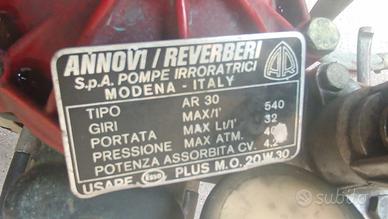 ANNOVI/REVERBERI
S.p.A. POMPE IRRORATRICI
MODENA - ITALY
AR
TIPO AR 30
GIRI MAX/1' 540
PORTATA MAX Lt/1' 32
PRESSIONE MAX ATM. 40
POTENZA ASSORBITA CV. 4.2
USARE Esso PLUS M.O. 20W.30
subito